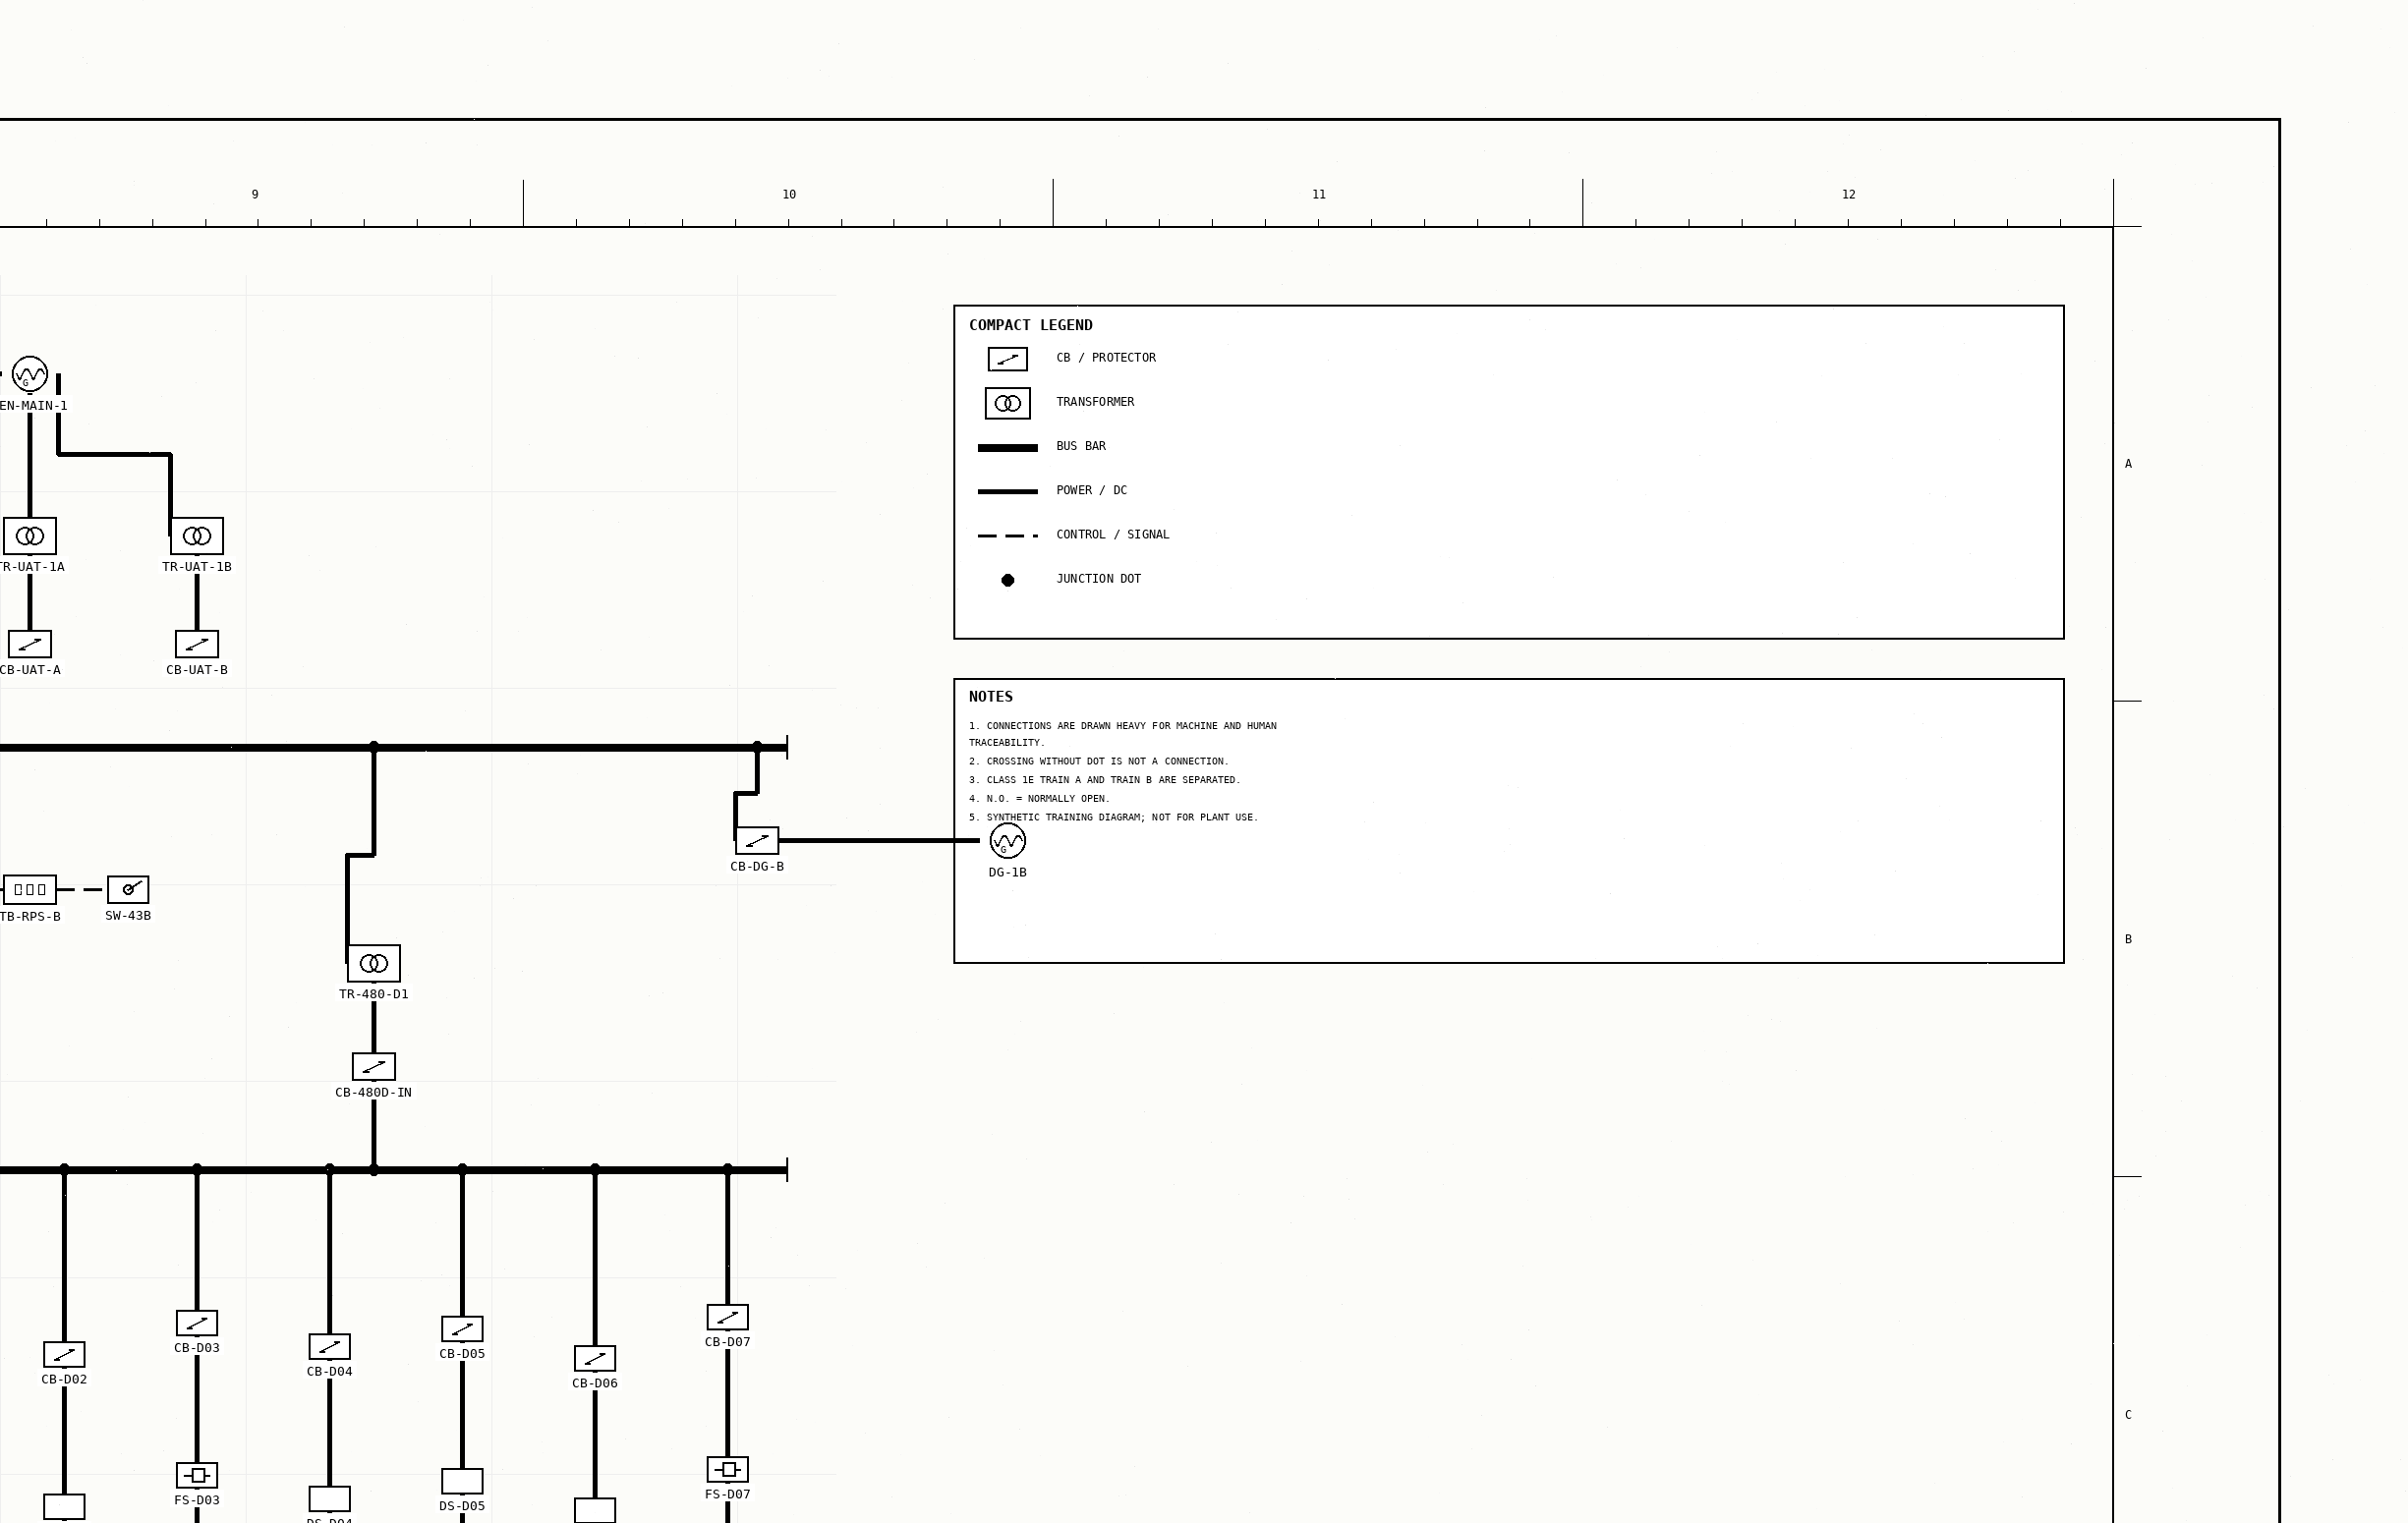 9
10
11
12
COMPACT LEGEND
CB / PROTECTOR
TRANSFORMER
BUS BAR
POWER / DC
CONTROL / SIGNAL
JUNCTION DOT
A
G
EN-MAIN-1
TR-UAT-1A
TR-UAT-1B
CB-UAT-A
CB-UAT-B
NOTES
1. CONNECTIONS ARE DRAWN HEAVY FOR MACHINE AND HUMAN
TRACEABILITY.
2. CROSSING WITHOUT DOT IS NOT A CONNECTION.
3. CLASS 1E TRAIN A AND TRAIN B ARE SEPARATED.
4. N.O. = NORMALLY OPEN.
5. SYNTHETIC TRAINING DIAGRAM; NOT FOR PLANT USE.
G
CB-DG-B
DG-1B
TB-RPS-B
SW-43B
B
TR-480-D1
CB-480D-IN
CB-D07
CB-D03
CB-D05
CB-D04
CB-D02
CB-D06
C
FS-D07
FS-D03
DS-D05
DS-D04